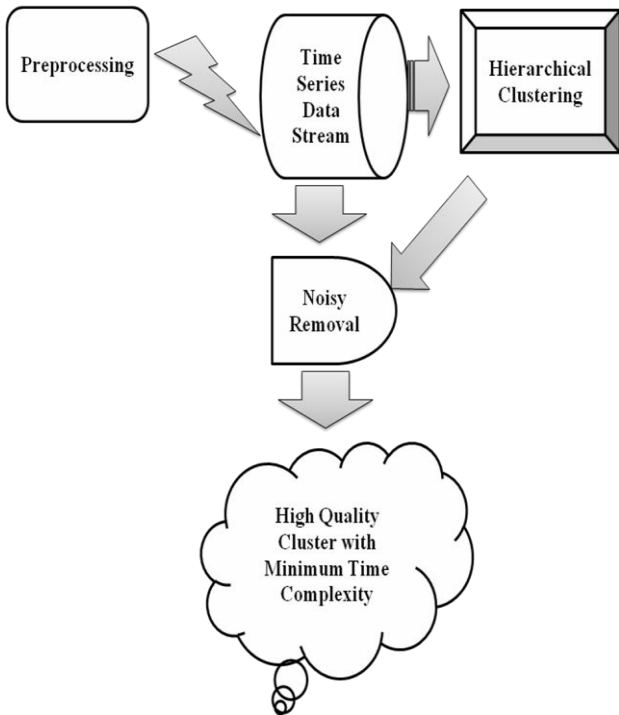 Preprocessing
Time
Series
Data
Stream
Hierarchical
Clustering
Noisy
Removal
High Quality
Cluster with
Minimum Time
Complexity